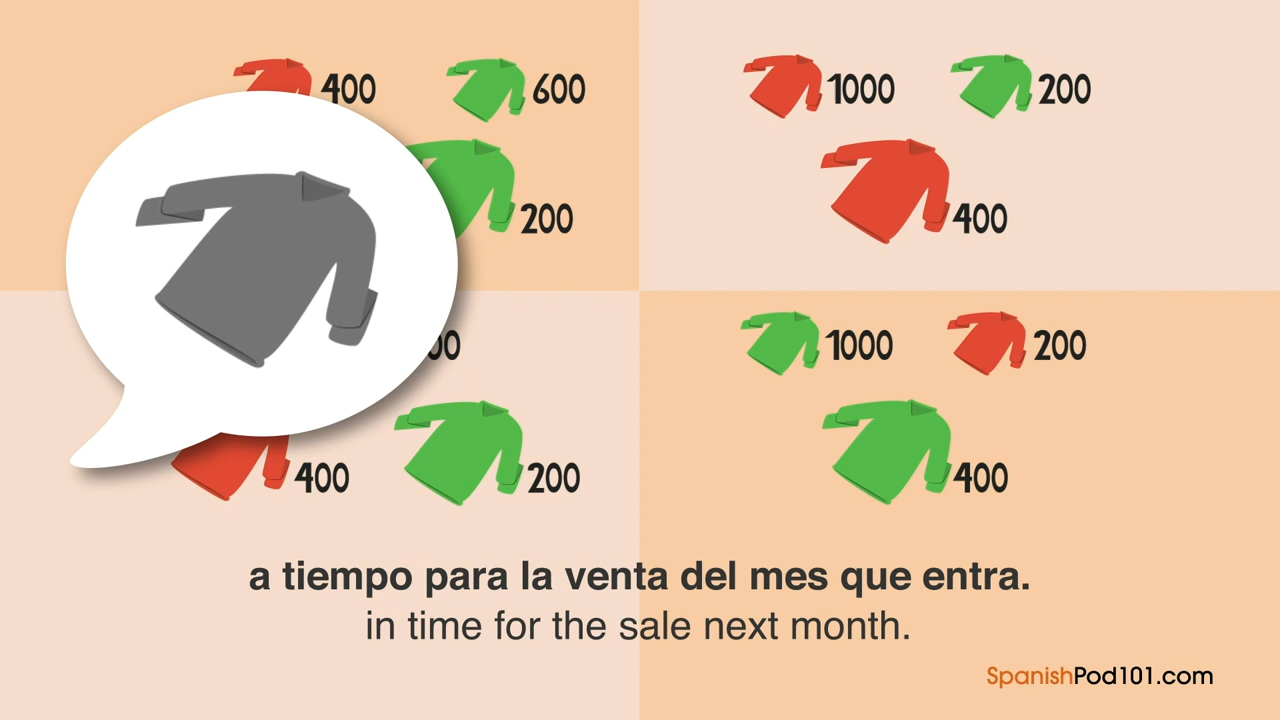 400 600 1000 200
200 400
1000 200
400 200 400
a tiempo para la venta del mes que entra.
in time for the sale next month.
SpanishPod101.com